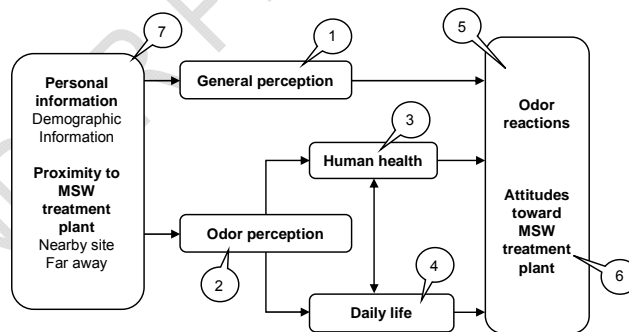 7
1
5
Personal
information
Demographic
Information
Proximity to
MSW
treatment
plant
Nearby site
Far away
General perception
3
Human health
Odor perception
2
4
Daily life
Odor
reactions
Attitudes
toward MSW
treatment
plant
6